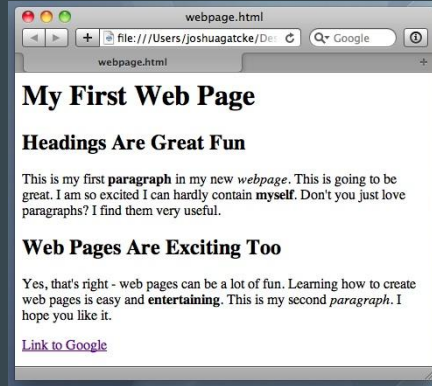 webpage.html
file:///Users/joshuagatcke/Des
Google
webpage.html
My First Web Page
Headings Are Great Fun
This is my first paragraph in my new webpage. This is going to be
great. I am so excited I can hardly contain myself. Don't you just love
paragraphs? I find them very useful.
Web Pages Are Exciting Too
Yes, that's right - web pages can be a lot of fun. Learning how to create
web pages is easy and entertaining. This is my second paragraph. I
hope you like it.
Link to Google